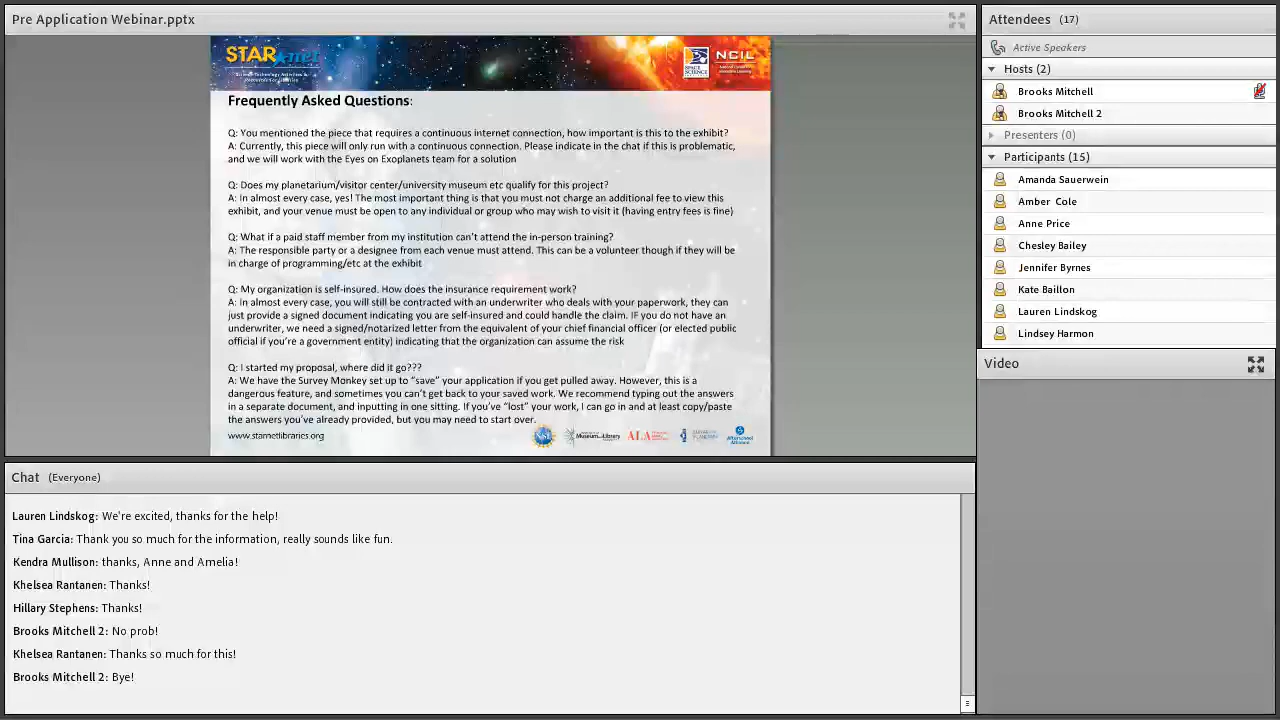 Pre Application Webinar.pptx
STAR net
Science-Technology Activities &
SPACE
SCIENCE
NCIL
Frequently Asked Questions:
Q: You mentioned the piece that requires a continuous internet connection, how important is this to the exhibit?
A: Currently, this piece will only run with a continuous connection. Please indicate in the chat if this is problematic,
and we will work with the Eyes on Exoplanets team for a solution
Q: Does my planetarium/visitor center/university museum etc qualify for this project?
A: In almost every case, yes! The most important thing is that you must not charge an additional fee to view this
exhibit, and your venue must be open to any individual or group who may wish to visit it (having entry fees is fine)
Q: What if a paid staff member from my institution can't attend the in-person training?
A: The responsible party or a designee from each venue must attend. This can be a volunteer though if they will be
in charge of programming/etc at the exhibit
Q: My organization is self-insured. How does the insurance requirement work?
A: In almost every case, you will still be contracted with an underwriter who deals with your paperwork, they can
just provide a signed document indicating you are self-insured and could handle the claim. IF you do not have an
underwriter, we need a signed/notarized letter from the equivalent of your chief financial officer (or elected public
official if you're a government entity) indicating that the organization can assume the risk
Q: I started my proposal, where did it go???
A: We have the Survey Monkey set up to “save” your application if you get pulled away. However, this is a
dangerous feature, and sometimes you can't get back to your saved work. We recommend typing out the answers
in a separate document, and inputting in one sitting. If you've “lost” your work, I can go in and at least copy/paste
the answers you've already provided, but you may need to start over.
www.starnetlibraries.org
NSF
Museum and Library
ALA
Afterschool
Alliance
Chat (Everyone)
Lauren Lindskog: We're excited, thanks for the help!
Tina Garcia: Thank you so much for the information, really sounds like fun.
Kendra Mullison: thanks, Anne and Amelia!
Khelsea Rantanen: Thanks!
Hillary Stephens: Thanks!
Brooks Mitchell 2: No prob!
Khelsea Rantanen: Thanks so much for this!
Brooks Mitchell 2: Bye!
Attendees (17)
Active Speakers
Hosts (2)
Brooks Mitchell
Brooks Mitchell 2
Presenters (0)
Participants (15)
Amanda Sauerwein
Amber Cole
Anne Price
Chesley Bailey
Jennifer Byrnes
Kate Baillon
Lauren Lindskog
Lindsey Harmon
Video